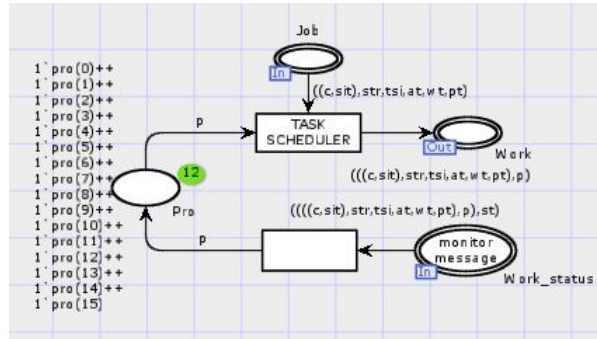 Job
In
1`pro(0)++
1`pro(1)++
1`pro(2)++
1`pro(3)++
1`pro(4)++
1`pro(5)++
1`pro(6)++
1`pro(7)++
1`pro(8)++
1`pro(9)++
1`pro(10)++
1`pro(11)++
1`pro(12)++
1`pro(13)++
1`pro(14)++
1`pro(15)
((c,sit),str,tsi,at,wt,pt)
p
TASK
SCHEDULER
Out
Work
(((c,sit),str,tsi,at,wt,pt),p)
12
Pro
((((c,sit),str,tsi,at,wt,pt),p),st)
p
monitor
message
In
Work_status